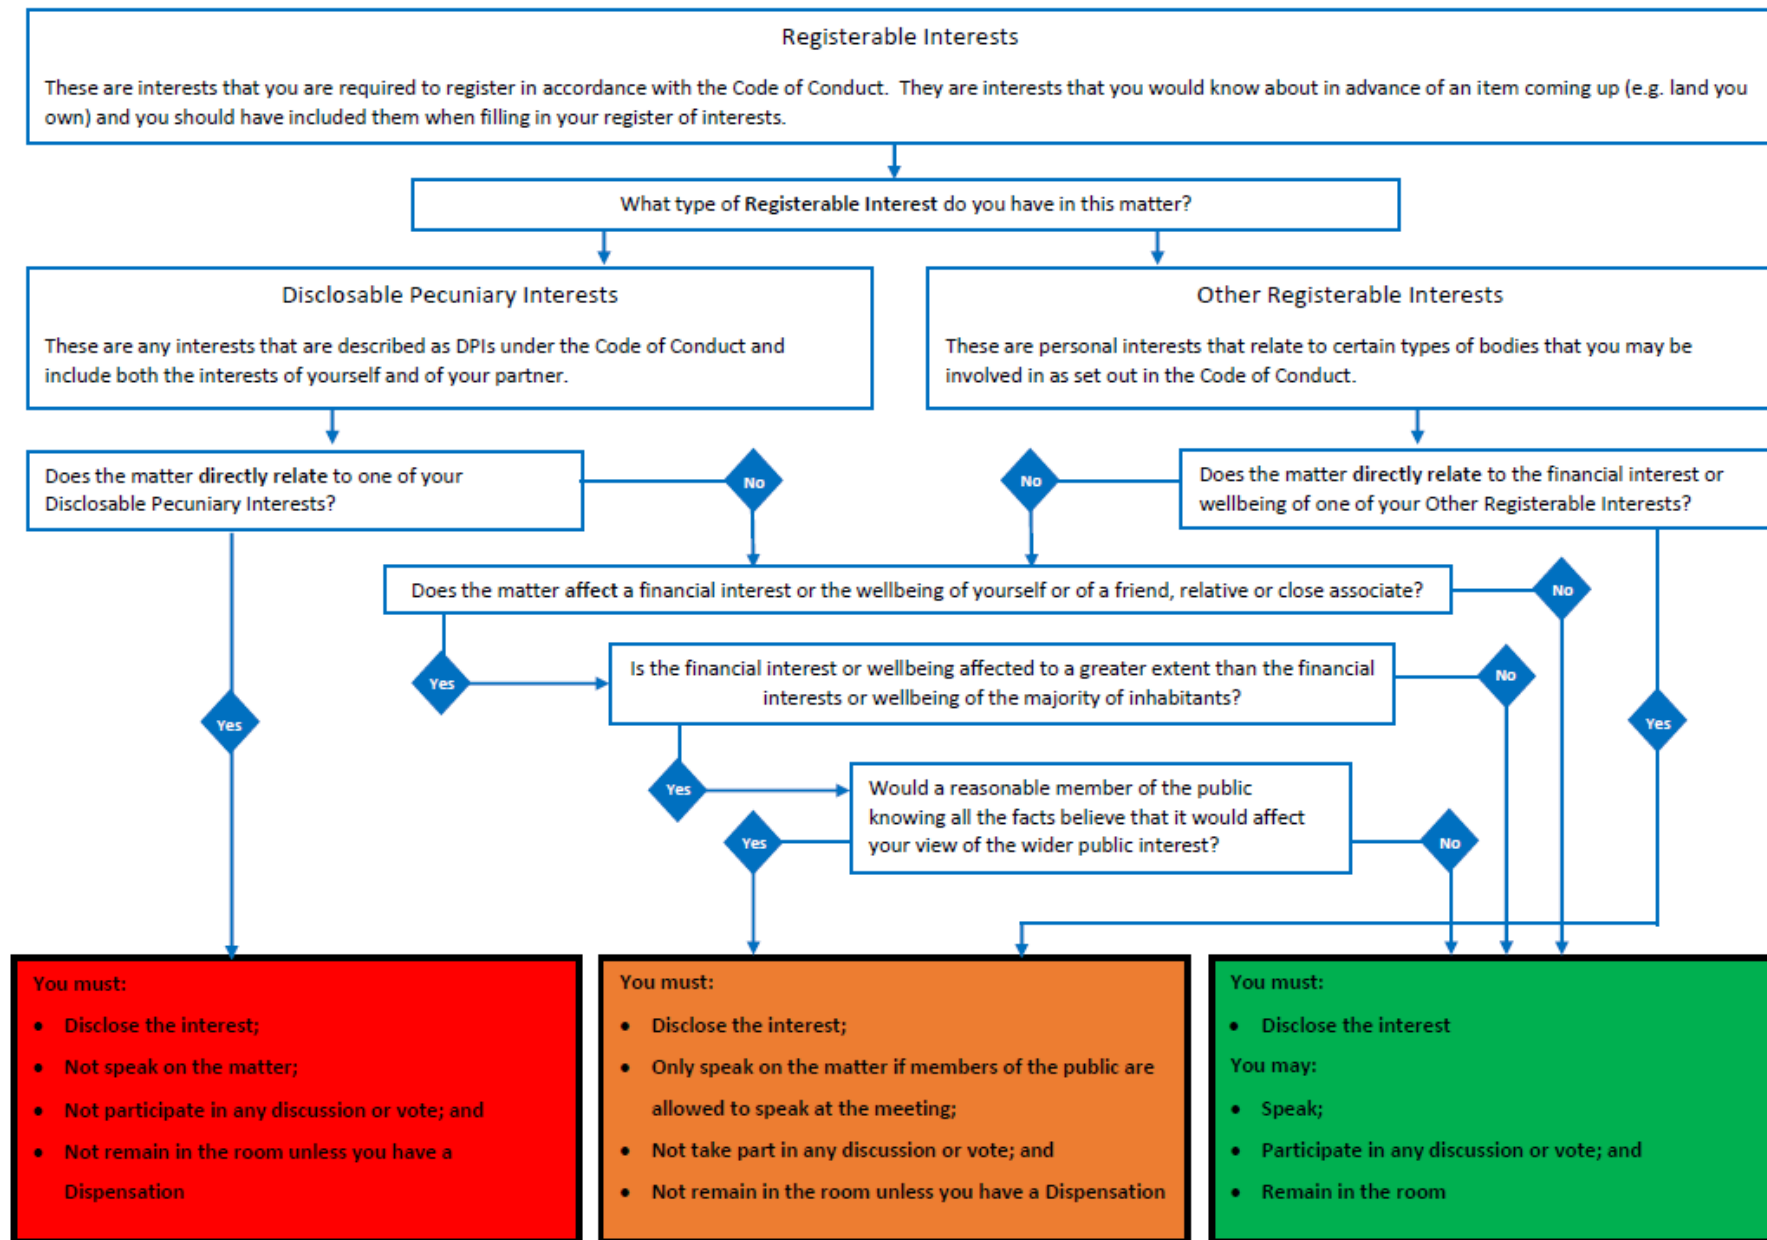 Registerable Interests
These are interests that you are required to register in accordance with the Code of Conduct. They are interests that you would know about in advance of an item coming up (e.g. land you
own) and you should have included them when filling in your register of interests.
What type of Registerable Interest do you have in this matter?
Disclosable Pecuniary Interests
These are any interests that are described as DPIs under the Code of Conduct and
include both the interests of yourself and of your partner.
Other Registerable Interests
These are personal interests that relate to certain types of bodies that you may be
involved in as set out in the Code of Conduct.
Does the matter directly relate to one of your
Disclosable Pecuniary Interests?
No
No
Does the matter directly relate to the financial interest or
wellbeing of one of your Other Registerable Interests?
Does the matter affect a financial interest or the wellbeing of yourself or of a friend, relative or close associate?
No
Yes
Is the financial interest or wellbeing affected to a greater extent than the financial
interests or wellbeing of the majority of inhabitants?
No
Yes
Yes
Yes
Would a reasonable member of the public
knowing all the facts believe that it would affect
your view of the wider public interest?
Yes
No
You must:
• Disclose the interest;
• Not speak on the matter;
• Not participate in any discussion or vote; and
• Not remain in the room unless you have a
Dispensation
You must:
• Disclose the interest;
• Only speak on the matter if members of the public are
allowed to speak at the meeting;
• Not take part in any discussion or vote; and
• Not remain in the room unless you have a Dispensation
You must:
• Disclose the interest
You may:
• Speak;
• Participate in any discussion or vote; and
• Remain in the room